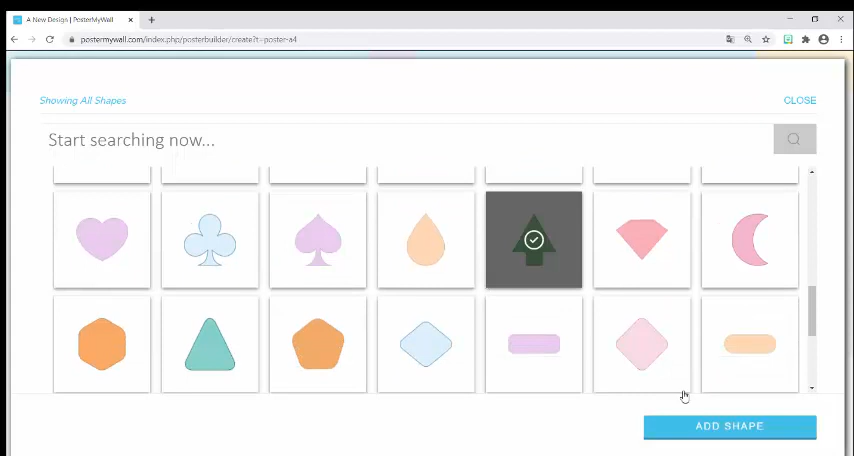 A New Design | PosterMyWall
postermywall.com/index.php/posterbuilder/create?t=poster-a4
Showing All Shapes
CLOSE
Start searching now...
ADD SHAPE